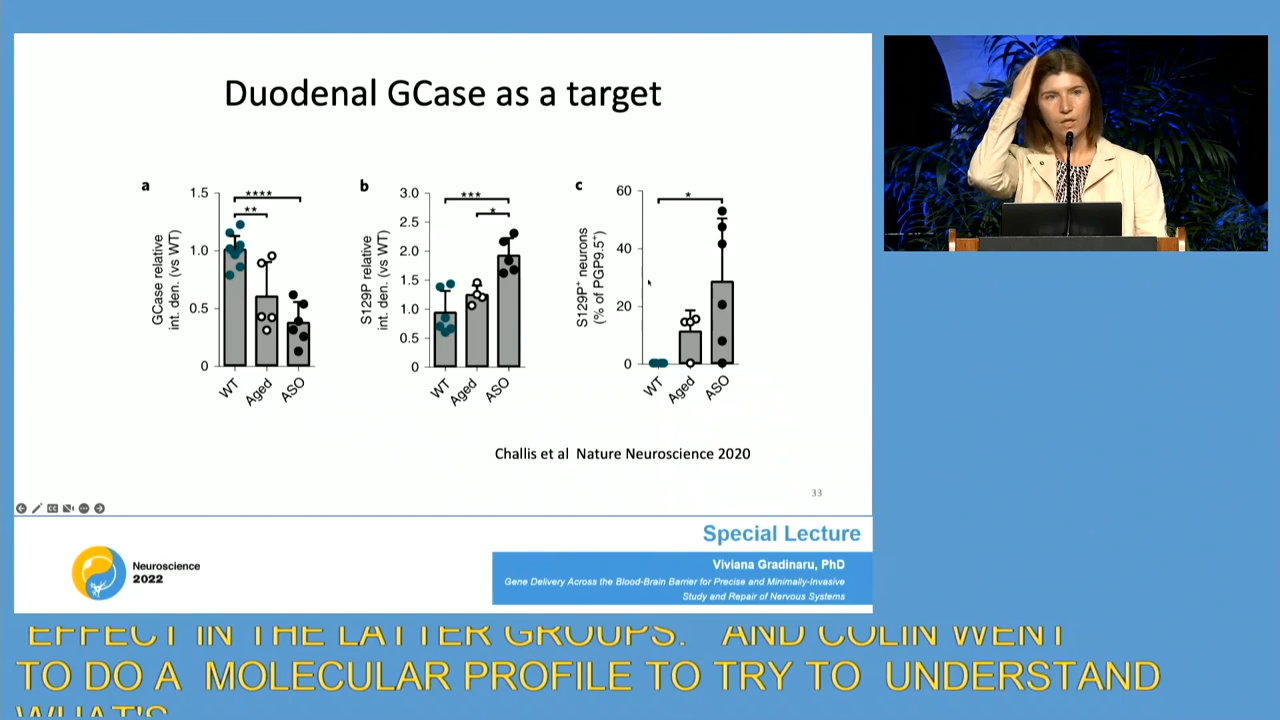 Duodenal GCase as a target
a
GCase relative
int. den. (vs WT)
1.5
1.0
0.5
0
****
**
WT
Aged
ASO
b
S129P relative
int. den. (vs WT)
3.0
2.5
2.0
1.5
1.0
0.5
0
***
*
WT
Aged
ASO
c
S129P⁺ neurons
(% of PGP9.5⁺)
60
40
20
0
*
WT
Aged
ASO
Challis et al Nature Neuroscience 2020
33
Special Lecture
Neuroscience
2022
Viviana Gradinaru, PhD
Gene Delivery Across the Blood-Brain Barrier for Precise and Minimally-Invasive
Study and Repair of Nervous Systems
EFFECT IN THE LATTER GROUPS. AND COLIN WENT
TO DO A MOLECULAR PROFILE TO TRY TO UNDERSTAND
WHAT'S